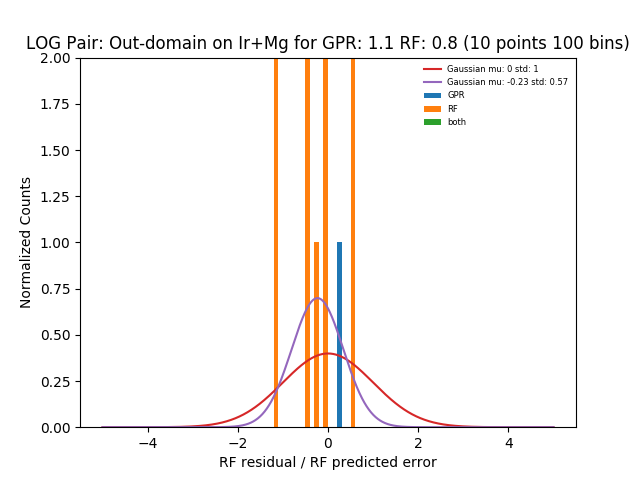 LOG Pair: Out-domain on Ir+Mg for GPR: 1.1 RF: 0.8 (10 points 100 bins)
Gaussian mu: 0 std: 1
Gaussian mu: -0.23 std: 0.57
GPR
RF
both
2.00
1.75
1.50
1.25
1.00
0.75
0.50
0.25
0.00
Normalized Counts
−4
−2
0
2
4
RF residual / RF predicted error